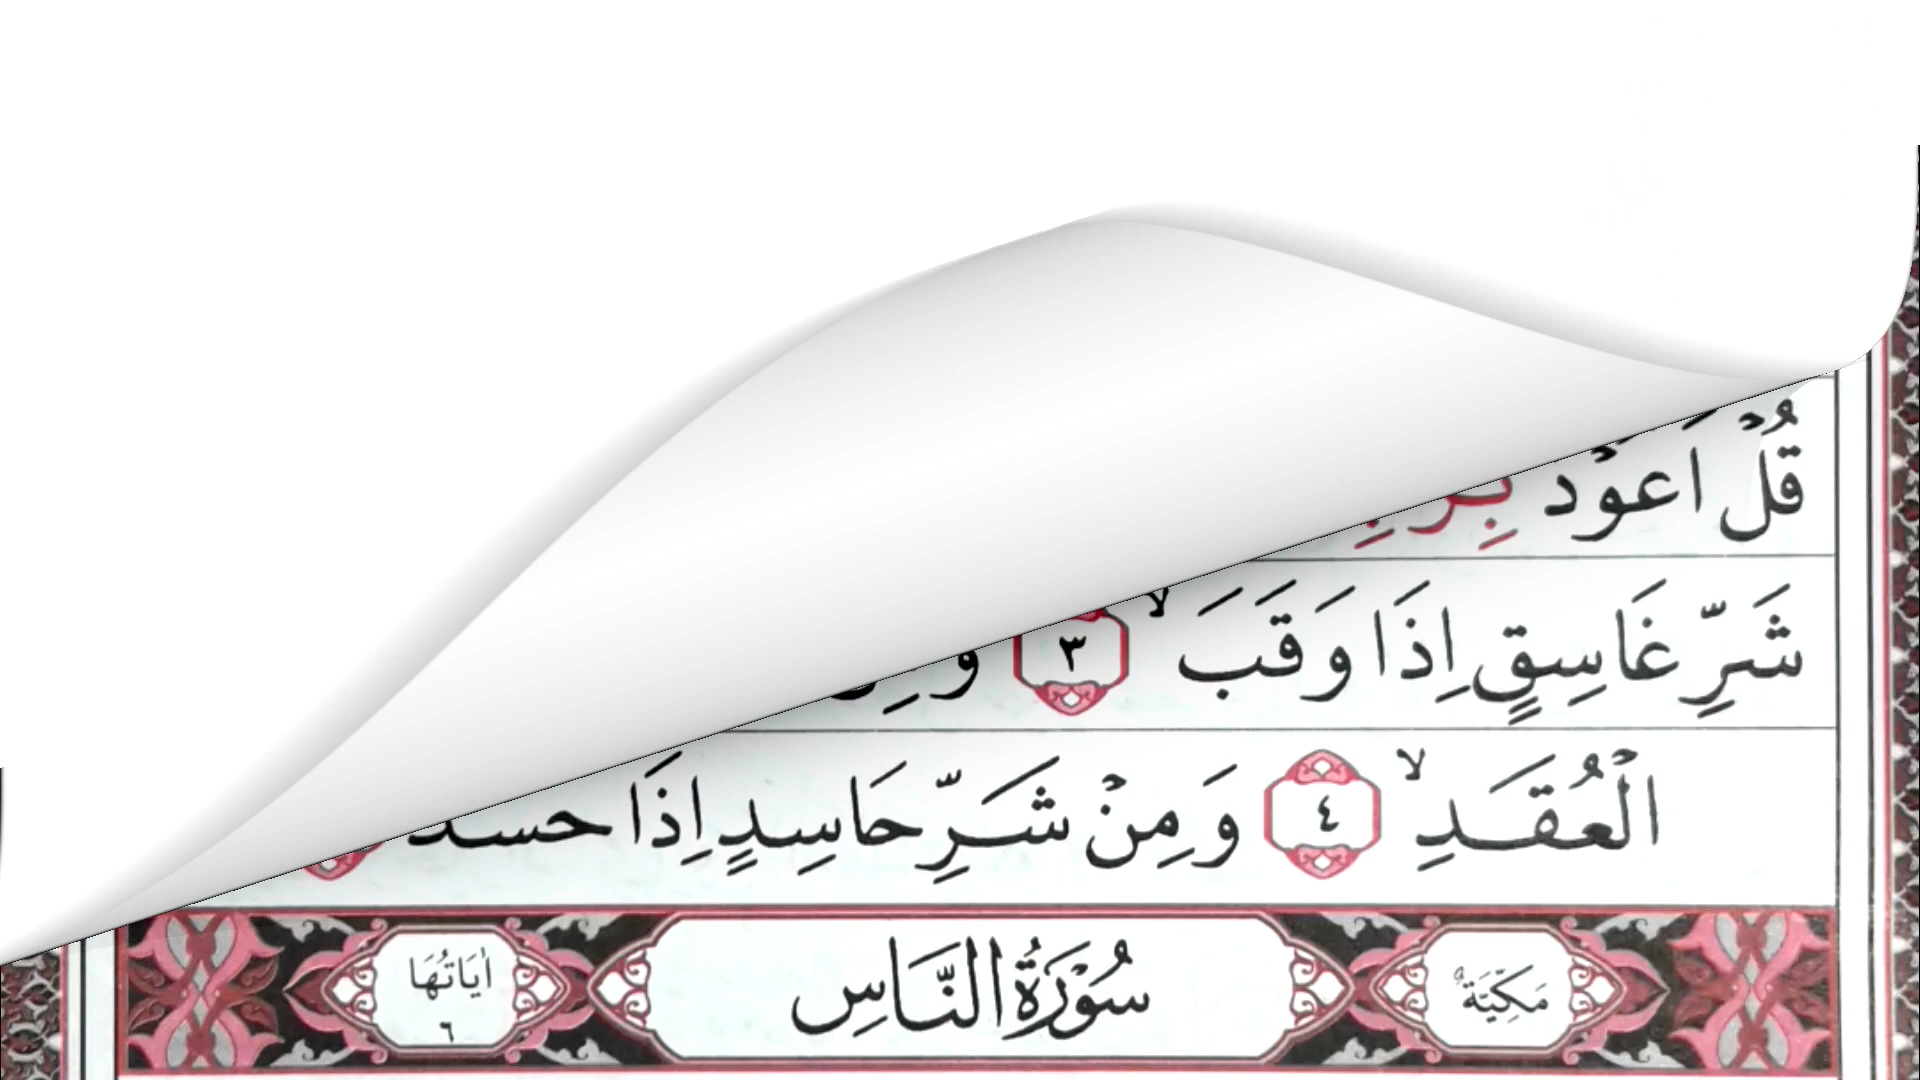 قُلْ اَعُوْذُ بِرَبِّ
شَرِّ غَاسِقٍ اِذَا وَقَبَ ۙ ٣ وَمِنْ
الْعُقَدِ ۙ ٤ وَمِنْ شَرِّ حَاسِدٍ اِذَا حَسَدَ
مَكِّيَّةٌ سُوْرَةُ النَّاسِ اٰيَاتُهَا ٦